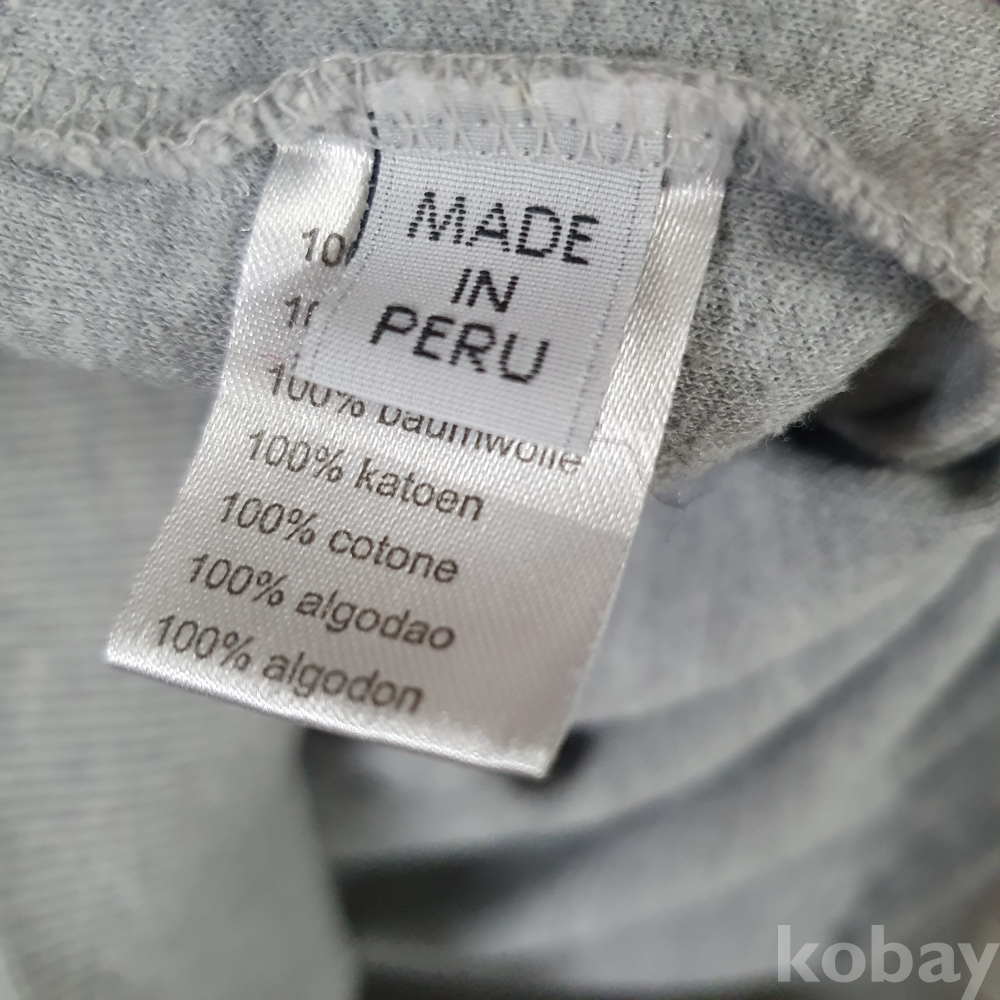 MADE
IN
PERU
100% baumwolle
100% katoen
100% cotone
100% algodao
100% algodon
kobay